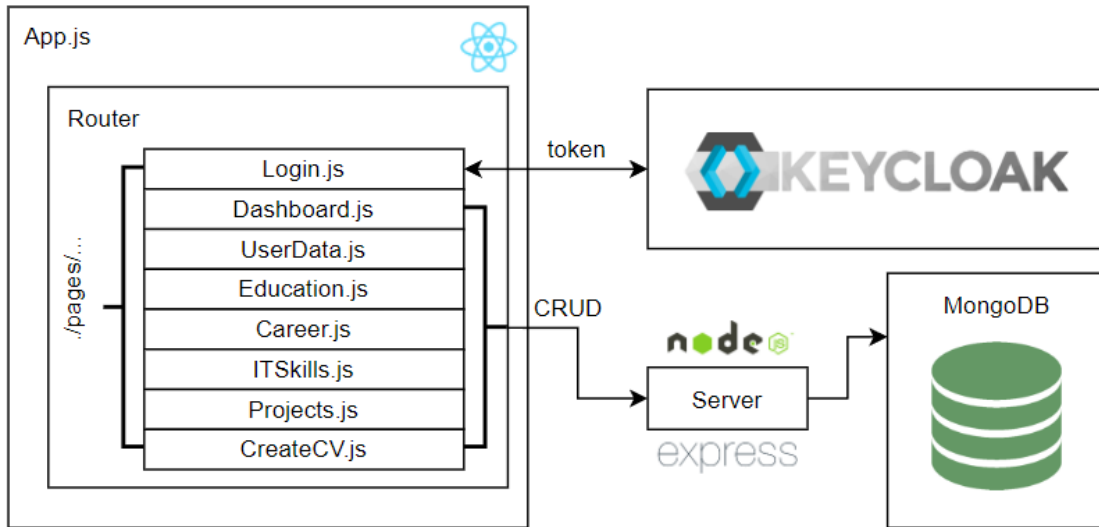 App.js
Router
./pages/...
Login.js
Dashboard.js
UserData.js
Education.js
Career.js
ITSkills.js
Projects.js
CreateCV.js
token
KEYCLOAK
CRUD
node
JS
Server
express
MongoDB